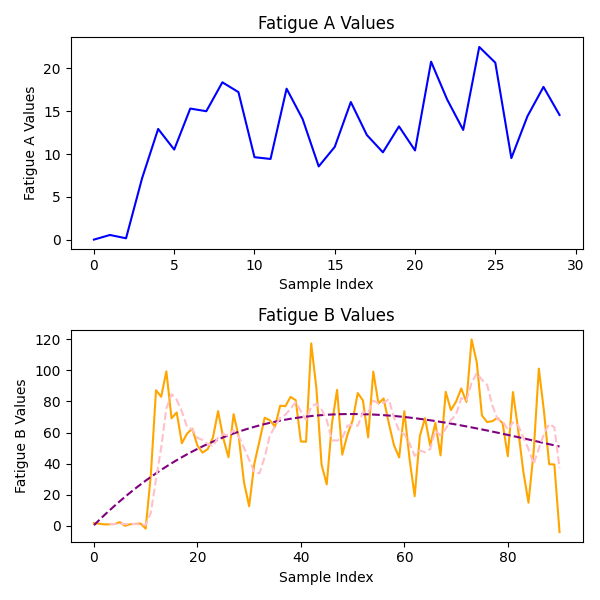 Fatigue A Values
Fatigue A Values
20
15
10
5
0
0 5 10 15 20 25 30
Sample Index
Fatigue B Values
Fatigue B Values
120
100
80
60
40
20
0
0 20 40 60 80
Sample Index